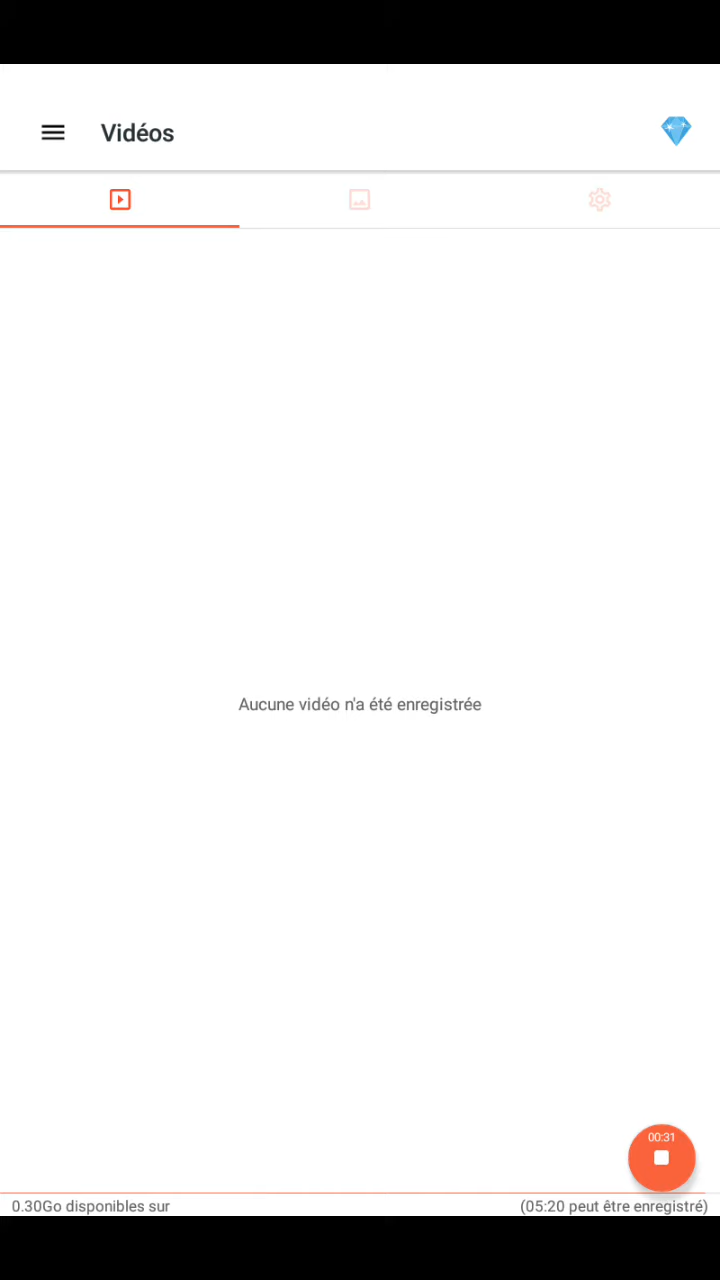 Vidéos
Aucune vidéo n'a été enregistrée
00:31
0.30Go disponibles sur
(05:20 peut être enregistré)